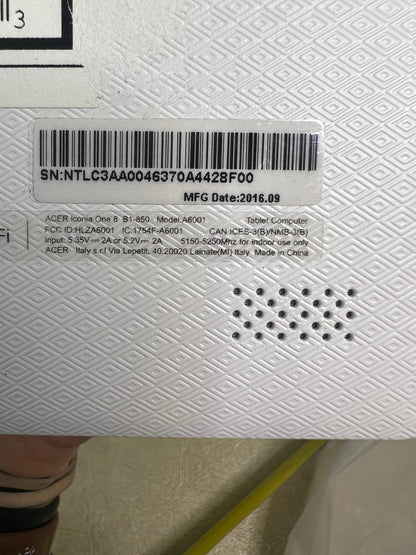 3
SN:NTLC3AA0046370A4428F00
MFG Date:2016.09
ACER Iconia One 8 B1-850 Model A6001 Tablet Computer
FCC ID:HLZA6001 IC:1754F-A6001 CAN ICES-3(B)/NMB-3(B)
Fi Input: 5.35V⎓2A or 5.2V⎓ 2A 5150-5250Mhz for indoor use only
ACER Italy s.r.l Via Lepetit, 40.20020 Lainate(MI) Italy. Made in China